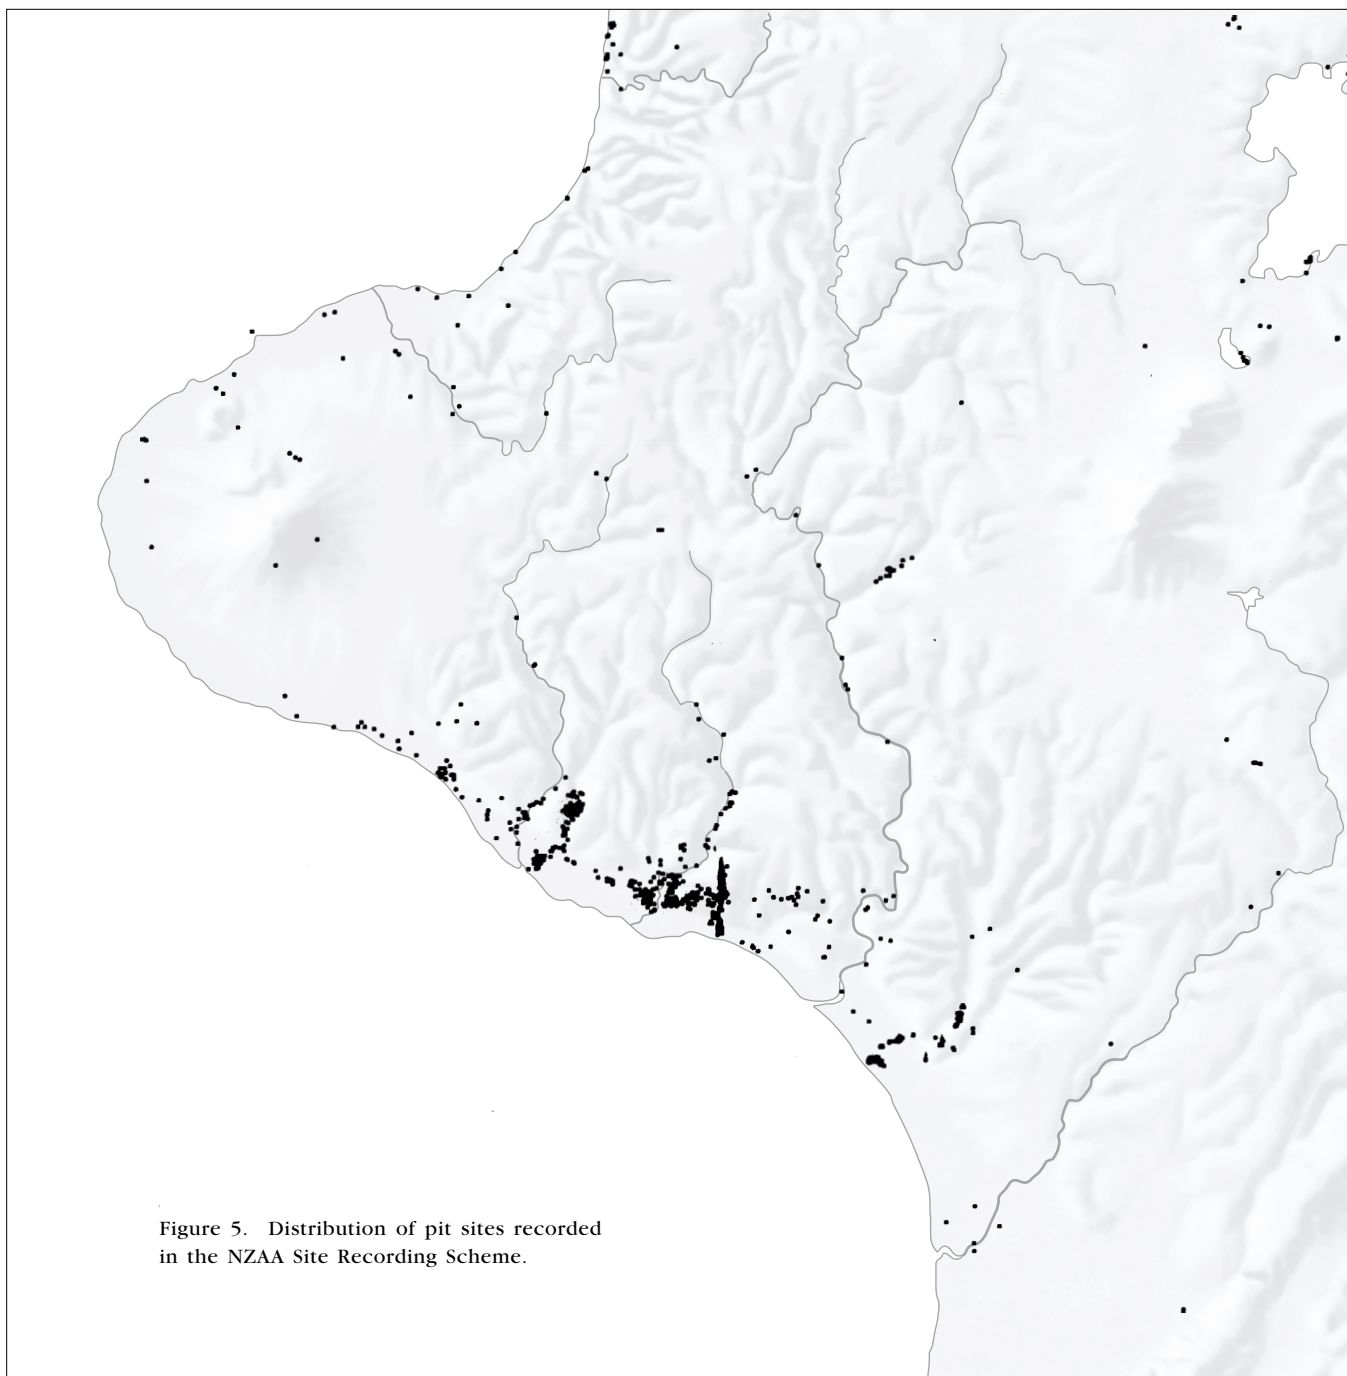 Figure 5. Distribution of pit sites recorded
in the NZAA Site Recording Scheme.